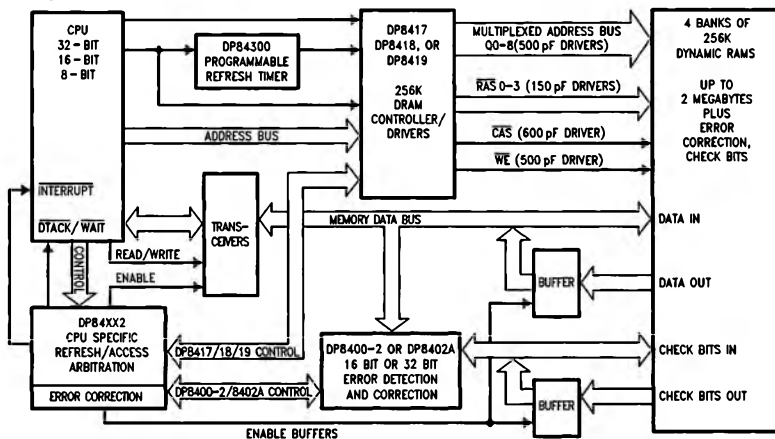 CPU
32-BIT
16-BIT
8-BIT
INTERRUPT
DTACK/WAIT
DP84300
PROGRAMMABLE
REFRESH TIMER
DP8417
DP8418, OR
DP8419
256K
DRAM
CONTROLLER/
DRIVERS
MULTIPLEXED ADDRESS BUS
Q0-8(500 pF DRIVERS)
RAS 0-3 (150 pF DRIVERS)
CAS (600 pF DRIVER)
WE (500 pF DRIVER)
4 BANKS OF
256K
DYNAMIC RAMS
UP TO
2 MEGABYTES
PLUS
ERROR
CORRECTION,
CHECK BITS
ADDRESS BUS
TRANS-
CEIVERS
MEMORY DATA BUS
DATA IN
CONTROL
READ/WRITE
ENABLE
BUFFER
DATA OUT
DP84XX2
CPU SPECIFIC
REFRESH/ACCESS
ARBITRATION
ERROR CORRECTION
DP8417/18/19 CONTROL
DP8400-2/8402A CONTROL
DP8400-2 OR DP8402A
16 BIT OR 32 BIT
ERROR DETECTION
AND CORRECTION
CHECK BITS IN
BUFFER
CHECK BITS OUT
ENABLE BUFFERS